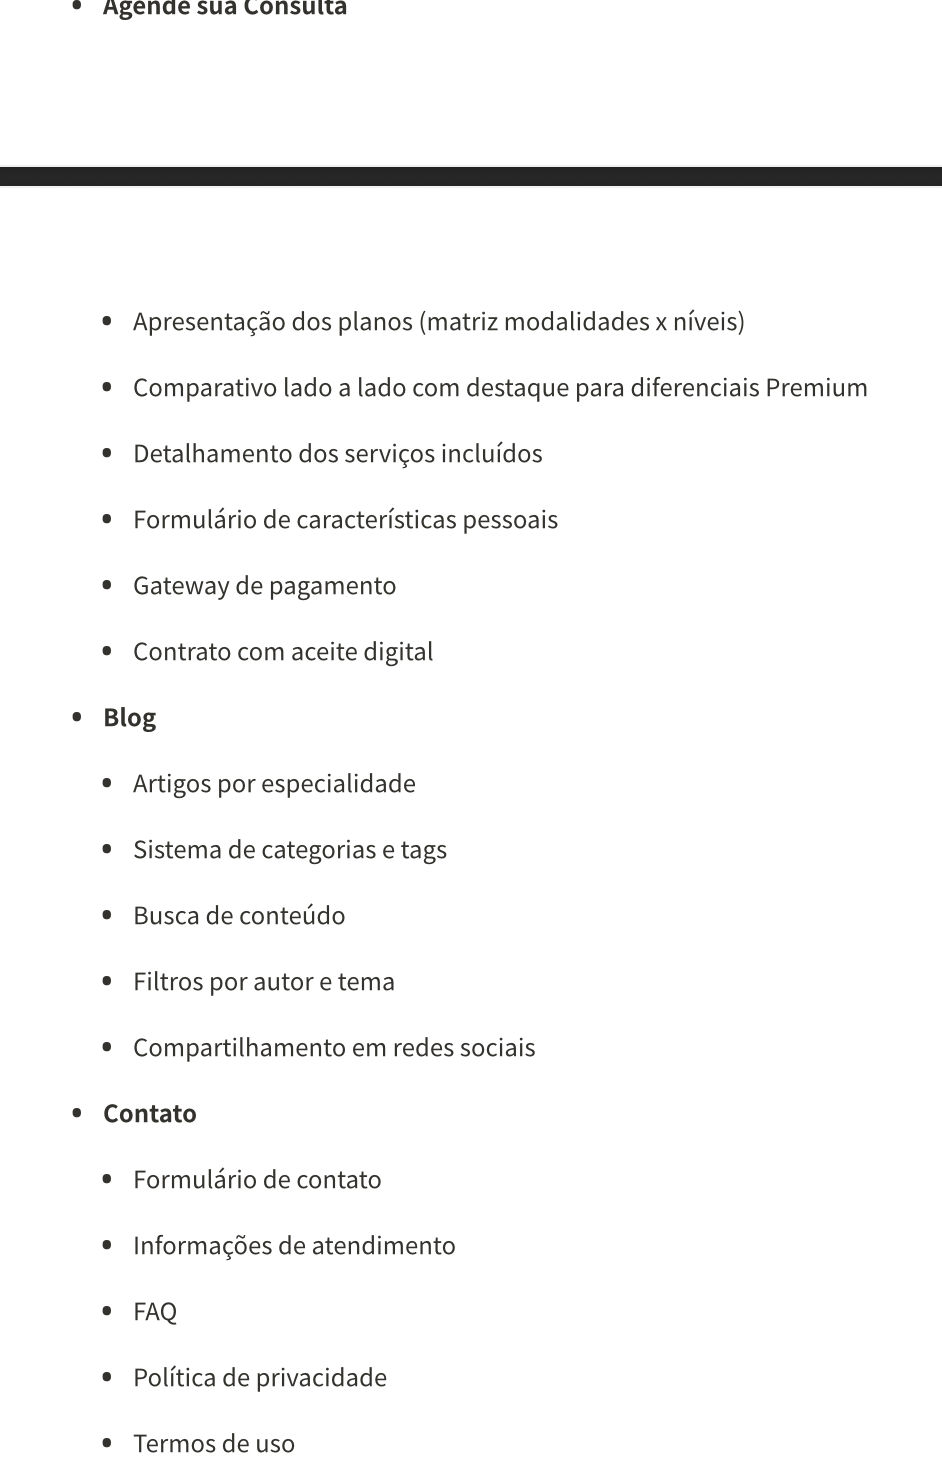 • Agende sua Consulta
• Apresentação dos planos (matriz modalidades x níveis)
• Comparativo lado a lado com destaque para diferenciais Premium
• Detalhamento dos serviços incluídos
• Formulário de características pessoais
• Gateway de pagamento
• Contrato com aceite digital
• Blog
• Artigos por especialidade
• Sistema de categorias e tags
• Busca de conteúdo
• Filtros por autor e tema
• Compartilhamento em redes sociais
• Contato
• Formulário de contato
• Informações de atendimento
• FAQ
• Política de privacidade
• Termos de uso